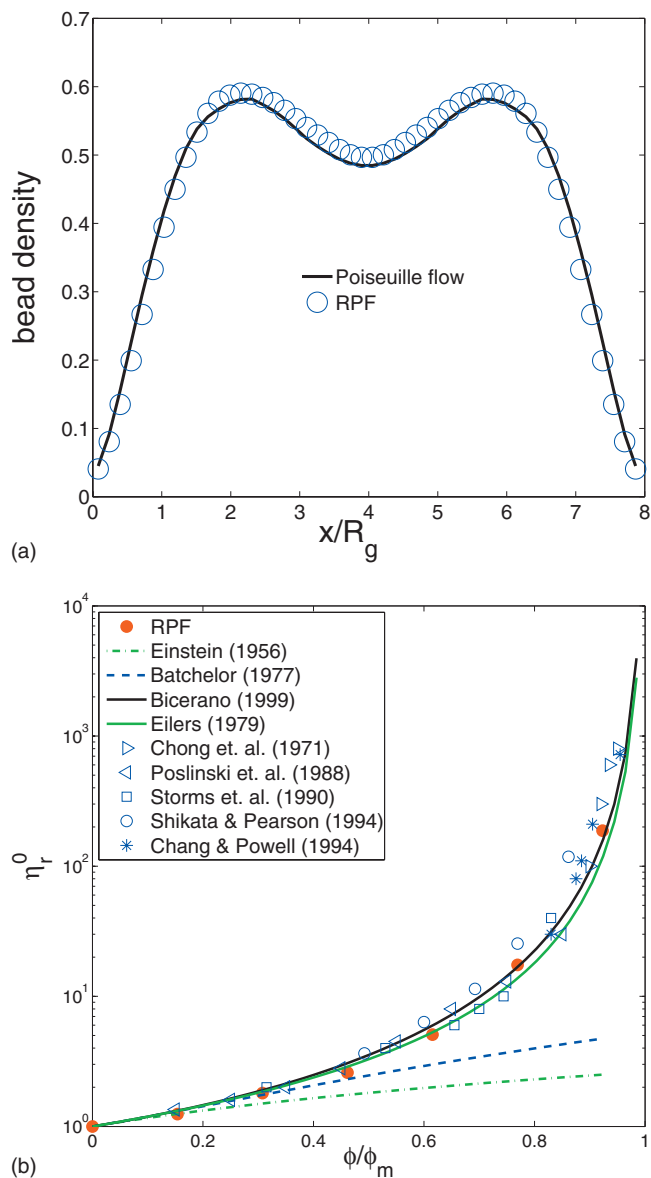 0.7
0.6
0.5
0.4
0.3
0.2
0.1
0
bead density
Poiseuille flow
RPF
0 1 2 3 4 5 6 7 8
x/R_g
(a)
10^4
10^3
10^2
10^1
10^0
η_r^0
RPF
Einstein (1956)
Batchelor (1977)
Bicerano (1999)
Eilers (1979)
Chong et. al. (1971)
Poslinski et. al. (1988)
Storms et. al. (1990)
Shikata & Pearson (1994)
Chang & Powell (1994)
0 0.2 0.4 0.6 0.8 1
ϕ/ϕ_m
(b)